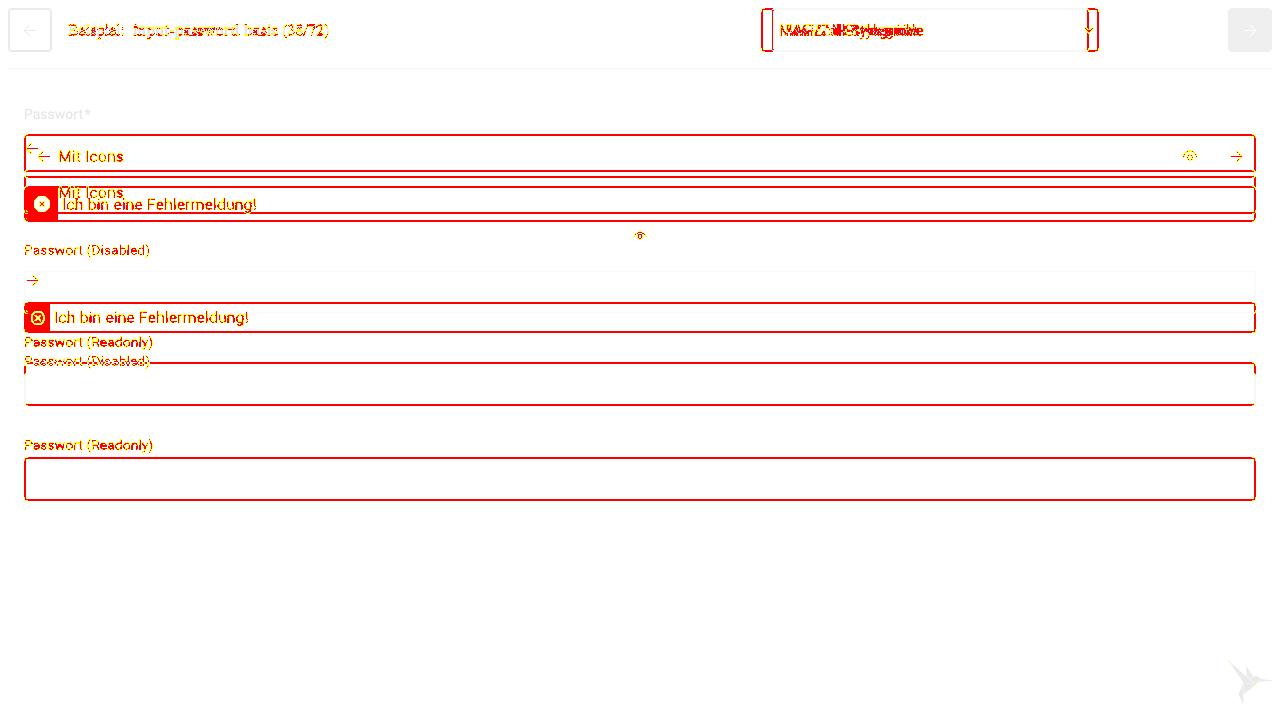 Beispiel: input-password basic (36/72)
Passwort*
Mit Icons
Mit Icons
Ich bin eine Fehlermeldung!
Passwort (Disabled)
Ich bin eine Fehlermeldung!
Passwort (Readonly)
Passwort (Disabled)
Passwort (Readonly)